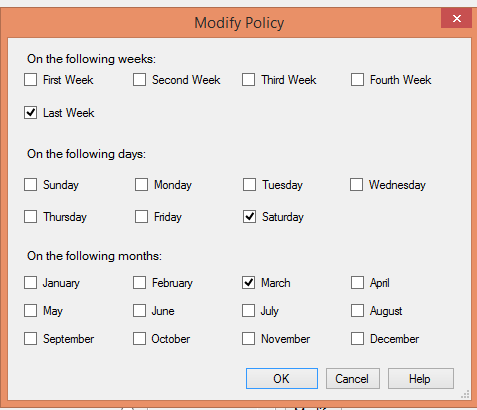 Modify Policy
On the following weeks:
First Week Second Week Third Week Fourth Week
Last Week
On the following days:
Sunday Monday Tuesday Wednesday
Thursday Friday Saturday
On the following months:
January February March April
May June July August
September October November December
OK Cancel Help